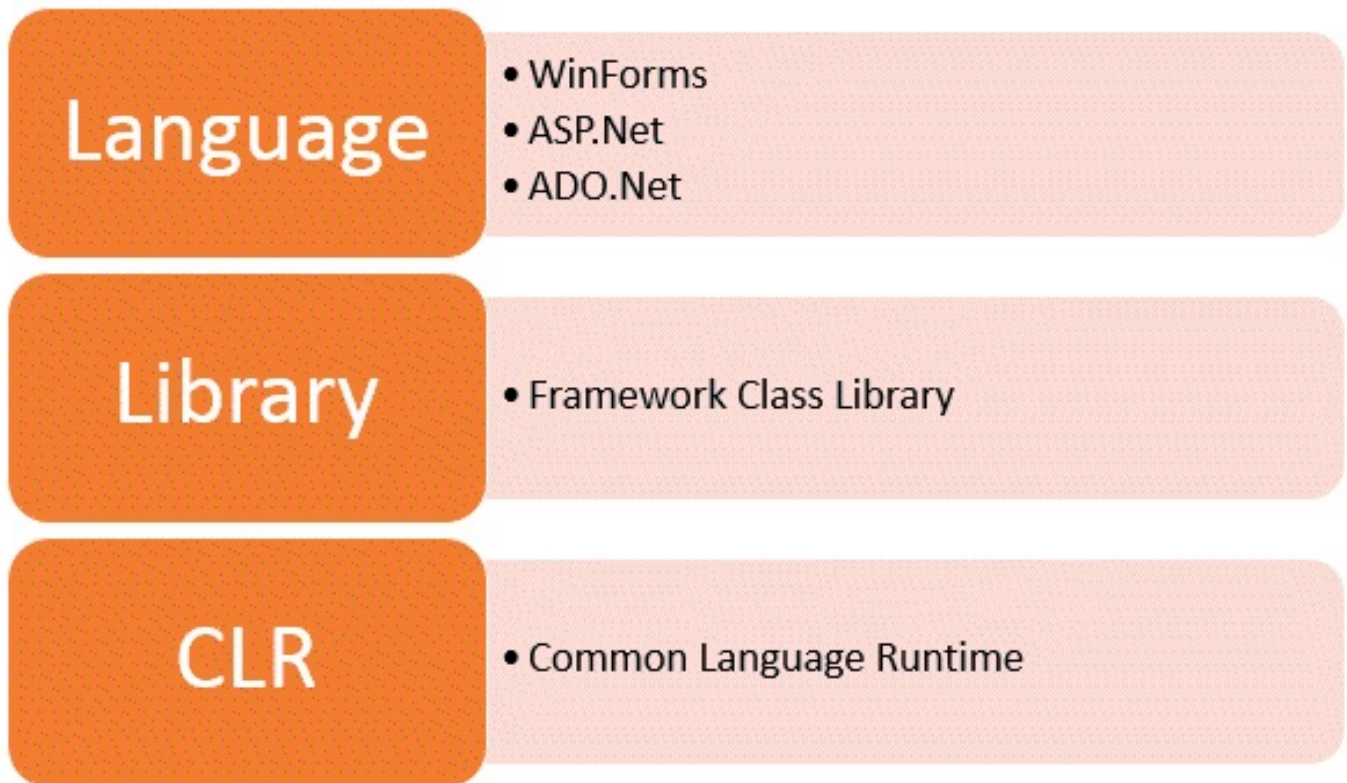 Language
• WinForms
• ASP.Net
• ADO.Net
Library
• Framework Class Library
CLR
• Common Language Runtime